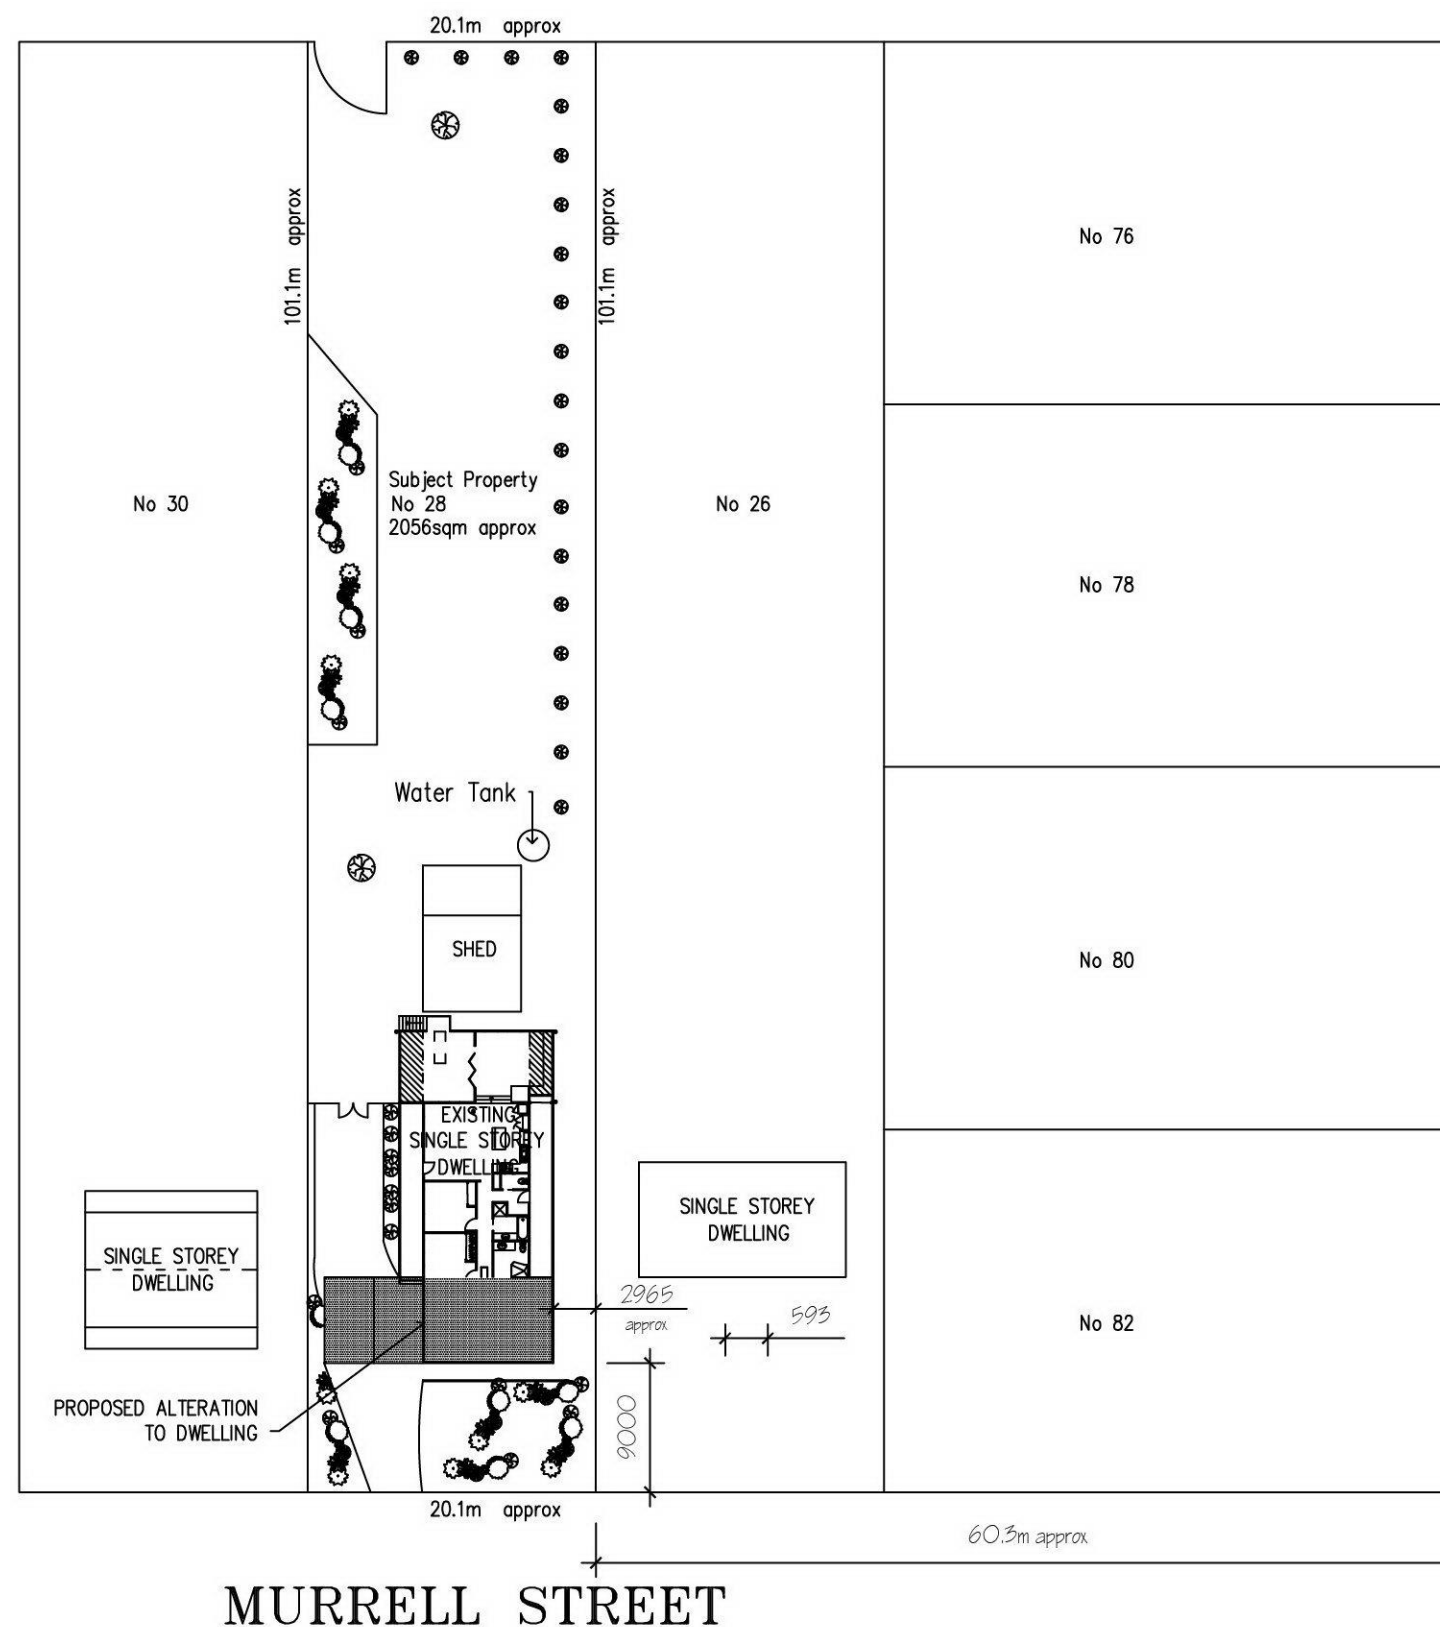 20.1m approx
101.1m approx
101.1m approx
No 76
Subject Property
No 28
2056sqm approx
No 30
No 26
No 78
Water Tank
SHED
No 80
EXISTING
SINGLE STOREY
DWELLING
SINGLE STOREY
DWELLING
SINGLE STOREY
DWELLING
2965
approx
593
No 82
PROPOSED ALTERATION
TO DWELLING
9000
20.1m approx
60.3m approx
MURRELL STREET